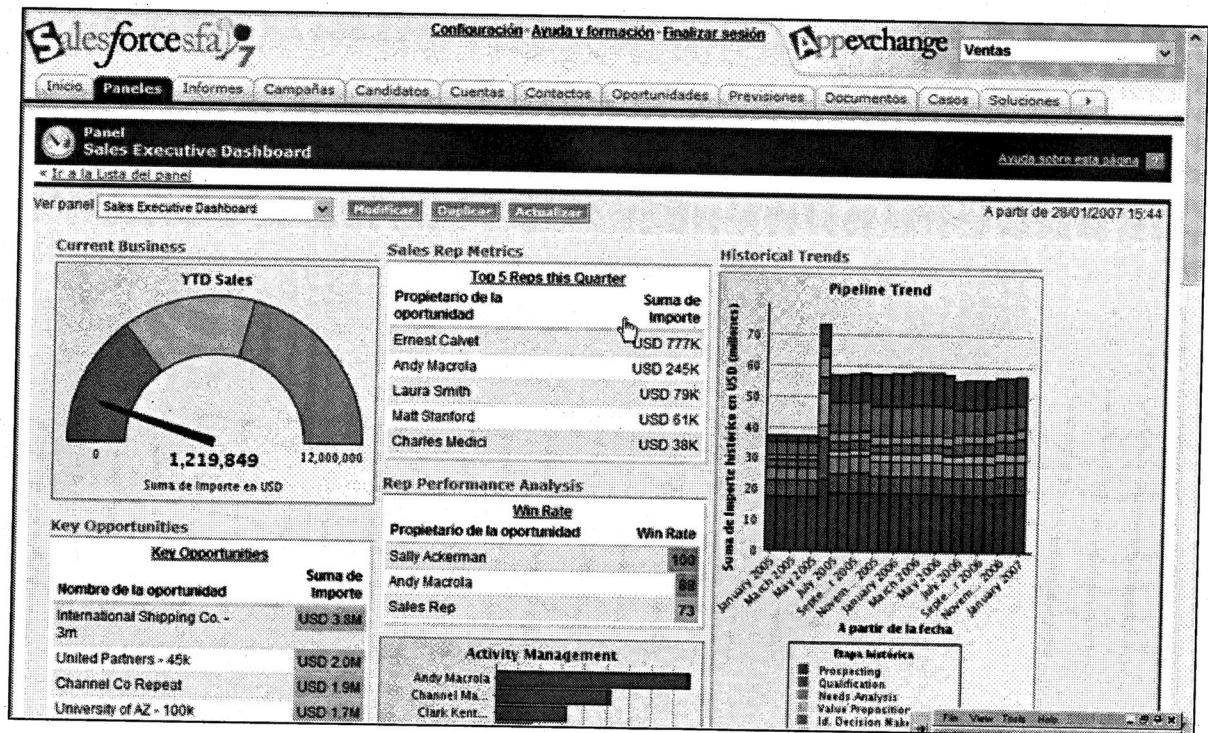 Salesforcesfa 07
Configuración · Ayuda y formación · Finalizar sesión
Appexchange
Ventas
Inicio
Paneles
Informes
Campañas
Candidatos
Cuentas
Contactos
Oportunidades
Previsiones
Documentos
Casos
Soluciones
Panel
Sales Executive Dashboard
Ayuda sobre esta página ?
« Ir a la Lista del panel
Ver panel Sales Executive Dashboard
Modificar
Duplicar
Actualizar
A partir de 28/01/2007 15:44
Current Business
YTD Sales
0
1,219,849
12,000,000
Suma de Importe en USD
Key Opportunities
Key Opportunities
Nombre de la oportunidad Suma de
Importe
International Shipping Co. - USD 3.8M
3m
United Partners - 45k USD 2.0M
Channel Co Repeat USD 1.9M
University of AZ - 100k USD 1.7M
Sales Rep Metrics
Top 5 Reps this Quarter
Propietario de la Suma de
oportunidad Importe
Ernest Calvet USD 777K
Andy Macrola USD 245K
Laura Smith USD 79K
Matt Stanford USD 61K
Charles Medici USD 38K
Rep Performance Analysis
Win Rate
Propietario de la oportunidad Win Rate
Sally Ackerman 100
Andy Macrola 88
Sales Rep 73
Activity Management
Andy Macrola
Channel Ma...
Clark Kent...
Historical Trends
Pipeline Trend
Suma de Importe histórico en USD (millones)
70
60
50
40
30
20
10
0
January 2005
March 2005
May 2005
July 2005
Septe...r 2005
Novem... 2005
January 2006
March 2006
May 2006
July 2006
Septe...r 2006
Novem... 2006
January 2007
A partir de la fecha
Etapa histórica
Prospecting
Qualification
Needs Analysis
Value Proposition
Id. Decision Make
File View Tools Help